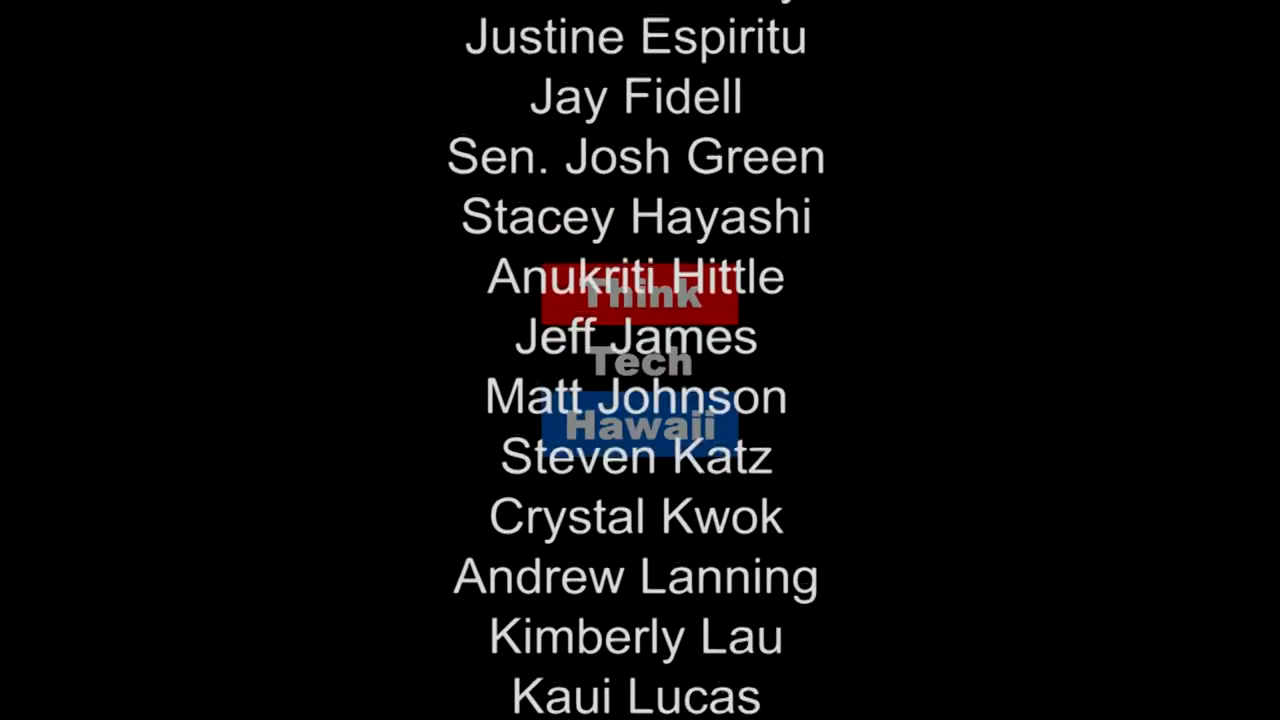 Justine Espiritu
Jay Fidell
Sen. Josh Green
Stacey Hayashi
Anukriti Hittle
Think
Jeff James
Tech
Matt Johnson
Hawaii
Steven Katz
Crystal Kwok
Andrew Lanning
Kimberly Lau
Kaui Lucas